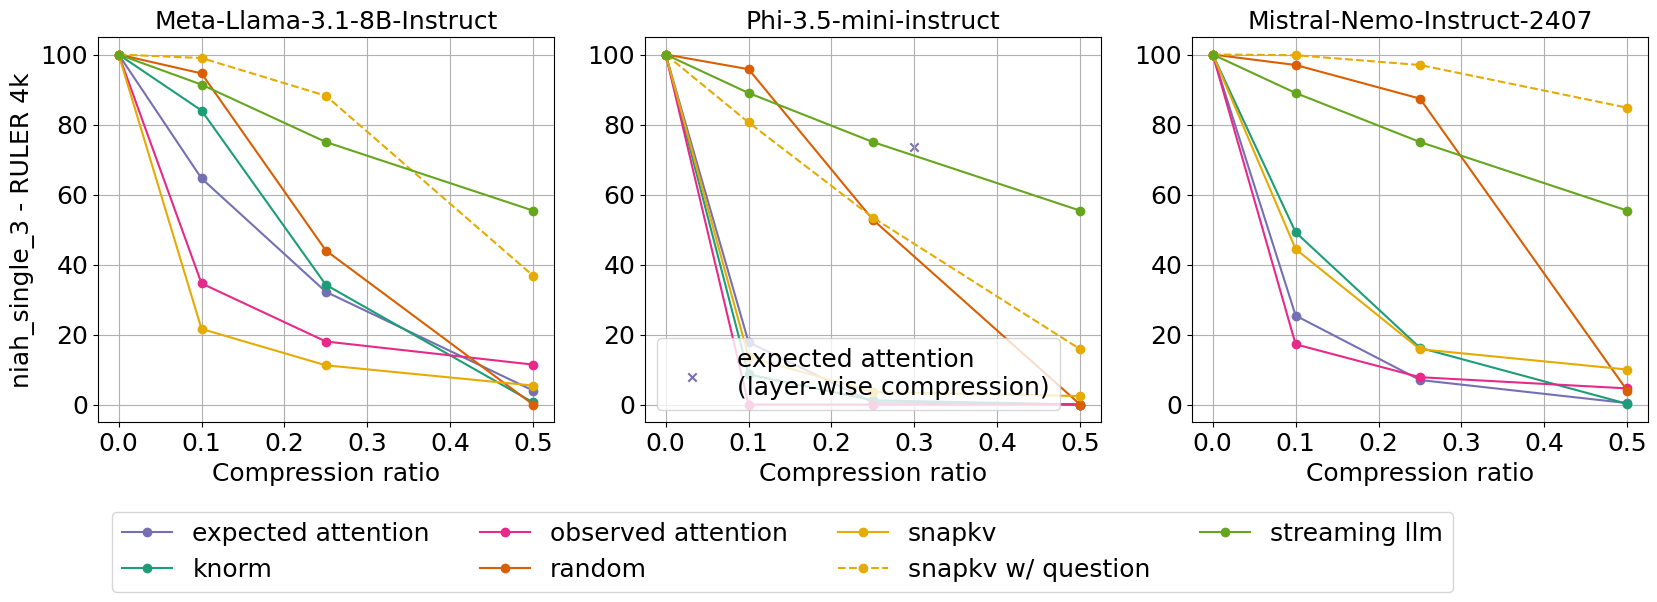 Meta-Llama-3.1-8B-Instruct
Phi-3.5-mini-instruct
Mistral-Nemo-Instruct-2407
niah_single_3 - RULER 4k
100
80
60
40
20
0
0.0 0.1 0.2 0.3 0.4 0.5
Compression ratio
100
80
60
40
20
0
expected attention
(layer-wise compression)
0.0 0.1 0.2 0.3 0.4 0.5
Compression ratio
100
80
60
40
20
0
0.0 0.1 0.2 0.3 0.4 0.5
Compression ratio
expected attention observed attention snapkv streaming llm
knorm random snapkv w/ question